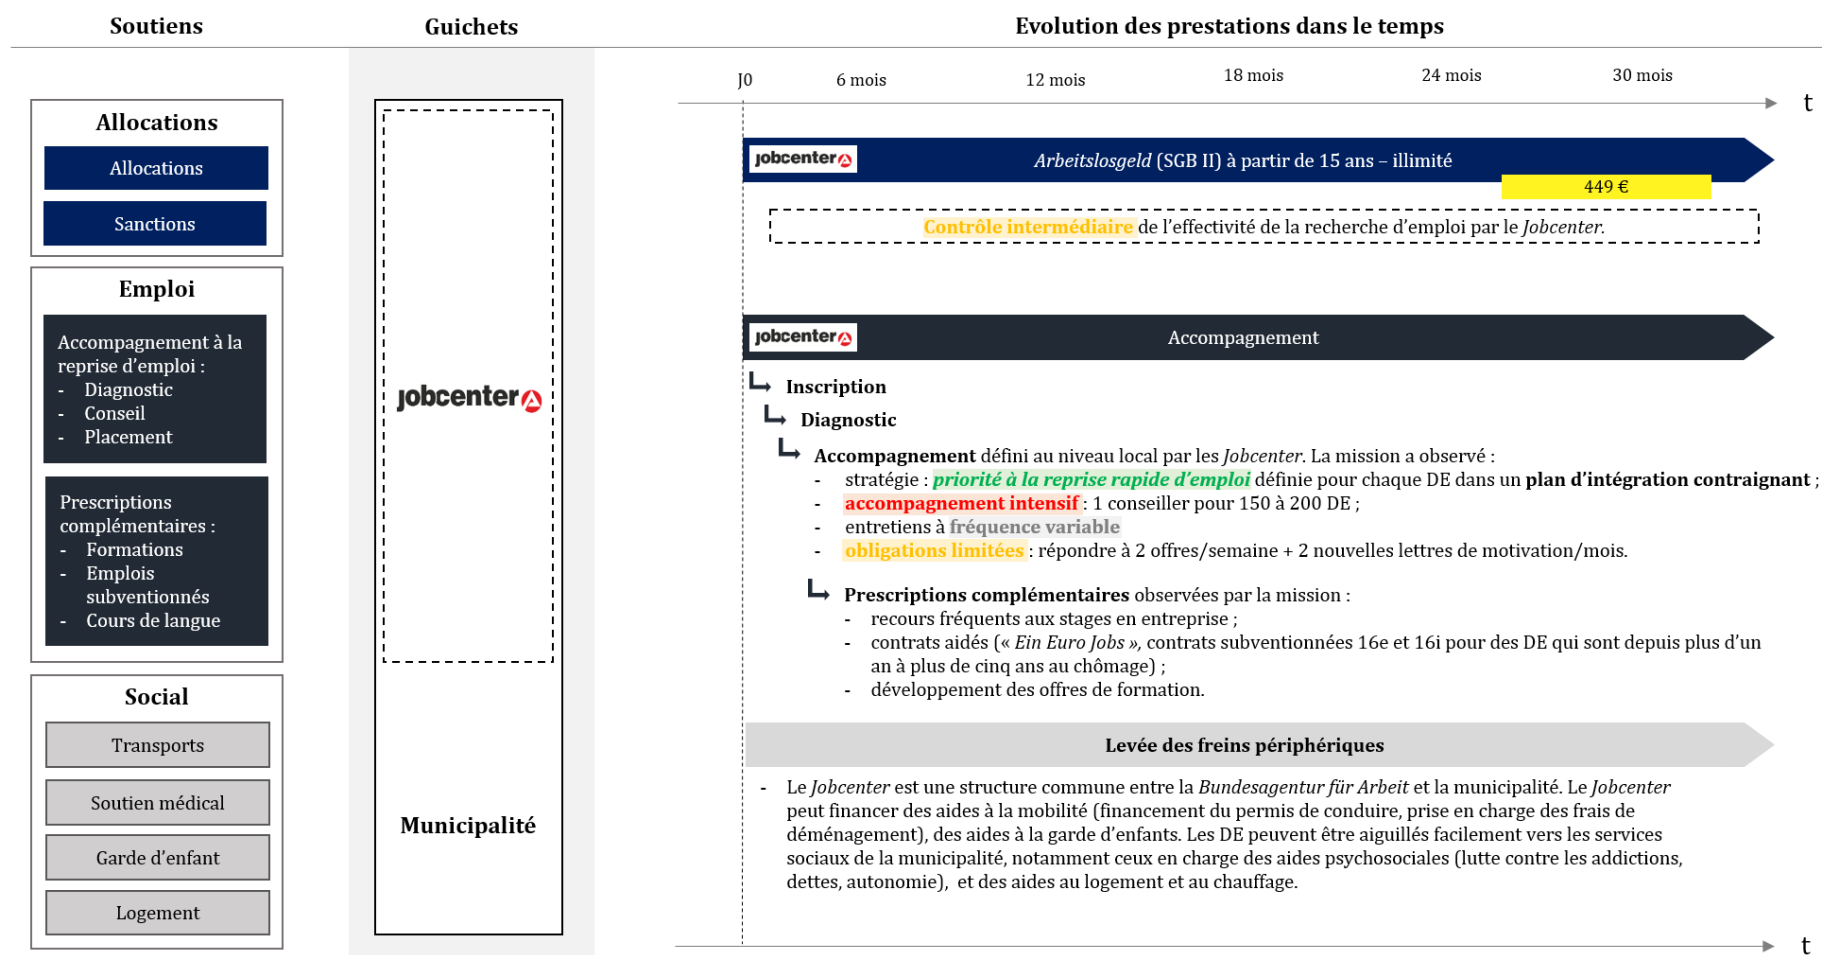 Soutiens
Guichets
Evolution des prestations dans le temps
J0
6 mois
12 mois
18 mois
24 mois
30 mois
t
Allocations
Allocations
Sanctions
Emploi
Accompagnement à la
reprise d’emploi :
- Diagnostic
- Conseil
- Placement
Prescriptions
complémentaires :
- Formations
- Emplois
subventionnés
- Cours de langue
Social
Transports
Soutien médical
Garde d’enfant
Logement
jobcenter
Municipalité
jobcenter
Arbeitslosgeld (SGB II) à partir de 15 ans – illimité
449 €
Contrôle intermédiaire de l’effectivité de la recherche d’emploi par le Jobcenter.
jobcenter
Accompagnement
Inscription
Diagnostic
Accompagnement défini au niveau local par les Jobcenter. La mission a observé :
- stratégie : priorité à la reprise rapide d’emploi définie pour chaque DE dans un plan d’intégration contraignant ;
- accompagnement intensif : 1 conseiller pour 150 à 200 DE ;
- entretiens à fréquence variable
- obligations limitées : répondre à 2 offres/semaine + 2 nouvelles lettres de motivation/mois.
Prescriptions complémentaires observées par la mission :
- recours fréquents aux stages en entreprise ;
- contrats aidés (« Ein Euro Jobs », contrats subventionnées 16e et 16i pour des DE qui sont depuis plus d’un
an à plus de cinq ans au chômage) ;
- développement des offres de formation.
Levée des freins périphériques
- Le Jobcenter est une structure commune entre la Bundesagentur für Arbeit et la municipalité. Le Jobcenter
peut financer des aides à la mobilité (financement du permis de conduire, prise en charge des frais de
déménagement), des aides à la garde d’enfants. Les DE peuvent être aiguillés facilement vers les services
sociaux de la municipalité, notamment ceux en charge des aides psychosociales (lutte contre les addictions,
dettes, autonomie), et des aides au logement et au chauffage.
t